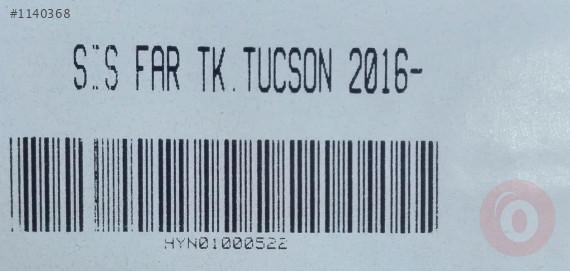 #1140368
S:S FAR TK.TUCSON 2016-
HYN01000522